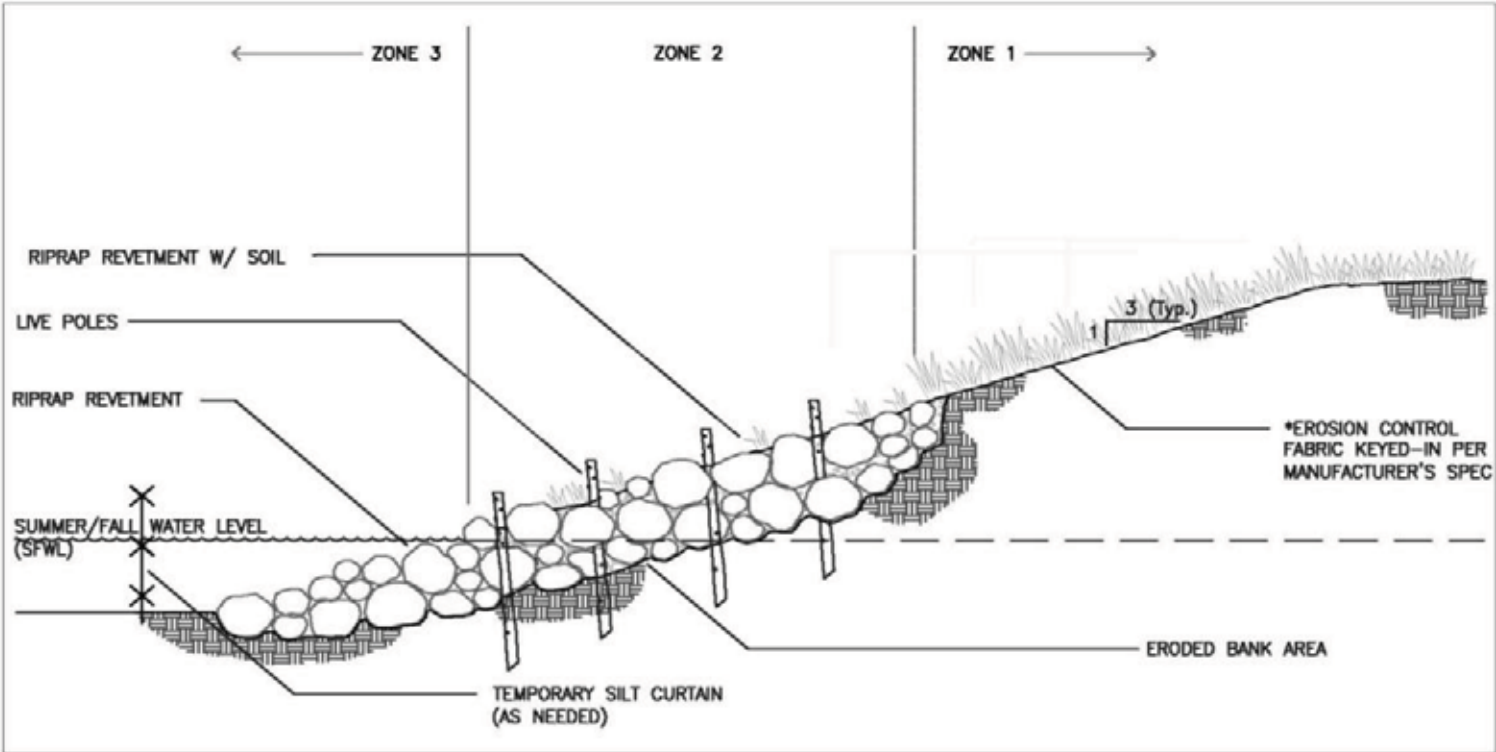 ZONE 3
ZONE 2
ZONE 1
RIPRAP REVETMENT W/ SOIL
LIVE POLES
3 (Typ.)
1
RIPRAP REVETMENT
*EROSION CONTROL
FABRIC KEYED-IN PER
MANUFACTURER'S SPEC
SUMMER/FALL WATER LEVEL
(SFWL)
ERODED BANK AREA
TEMPORARY SILT CURTAIN
(AS NEEDED)